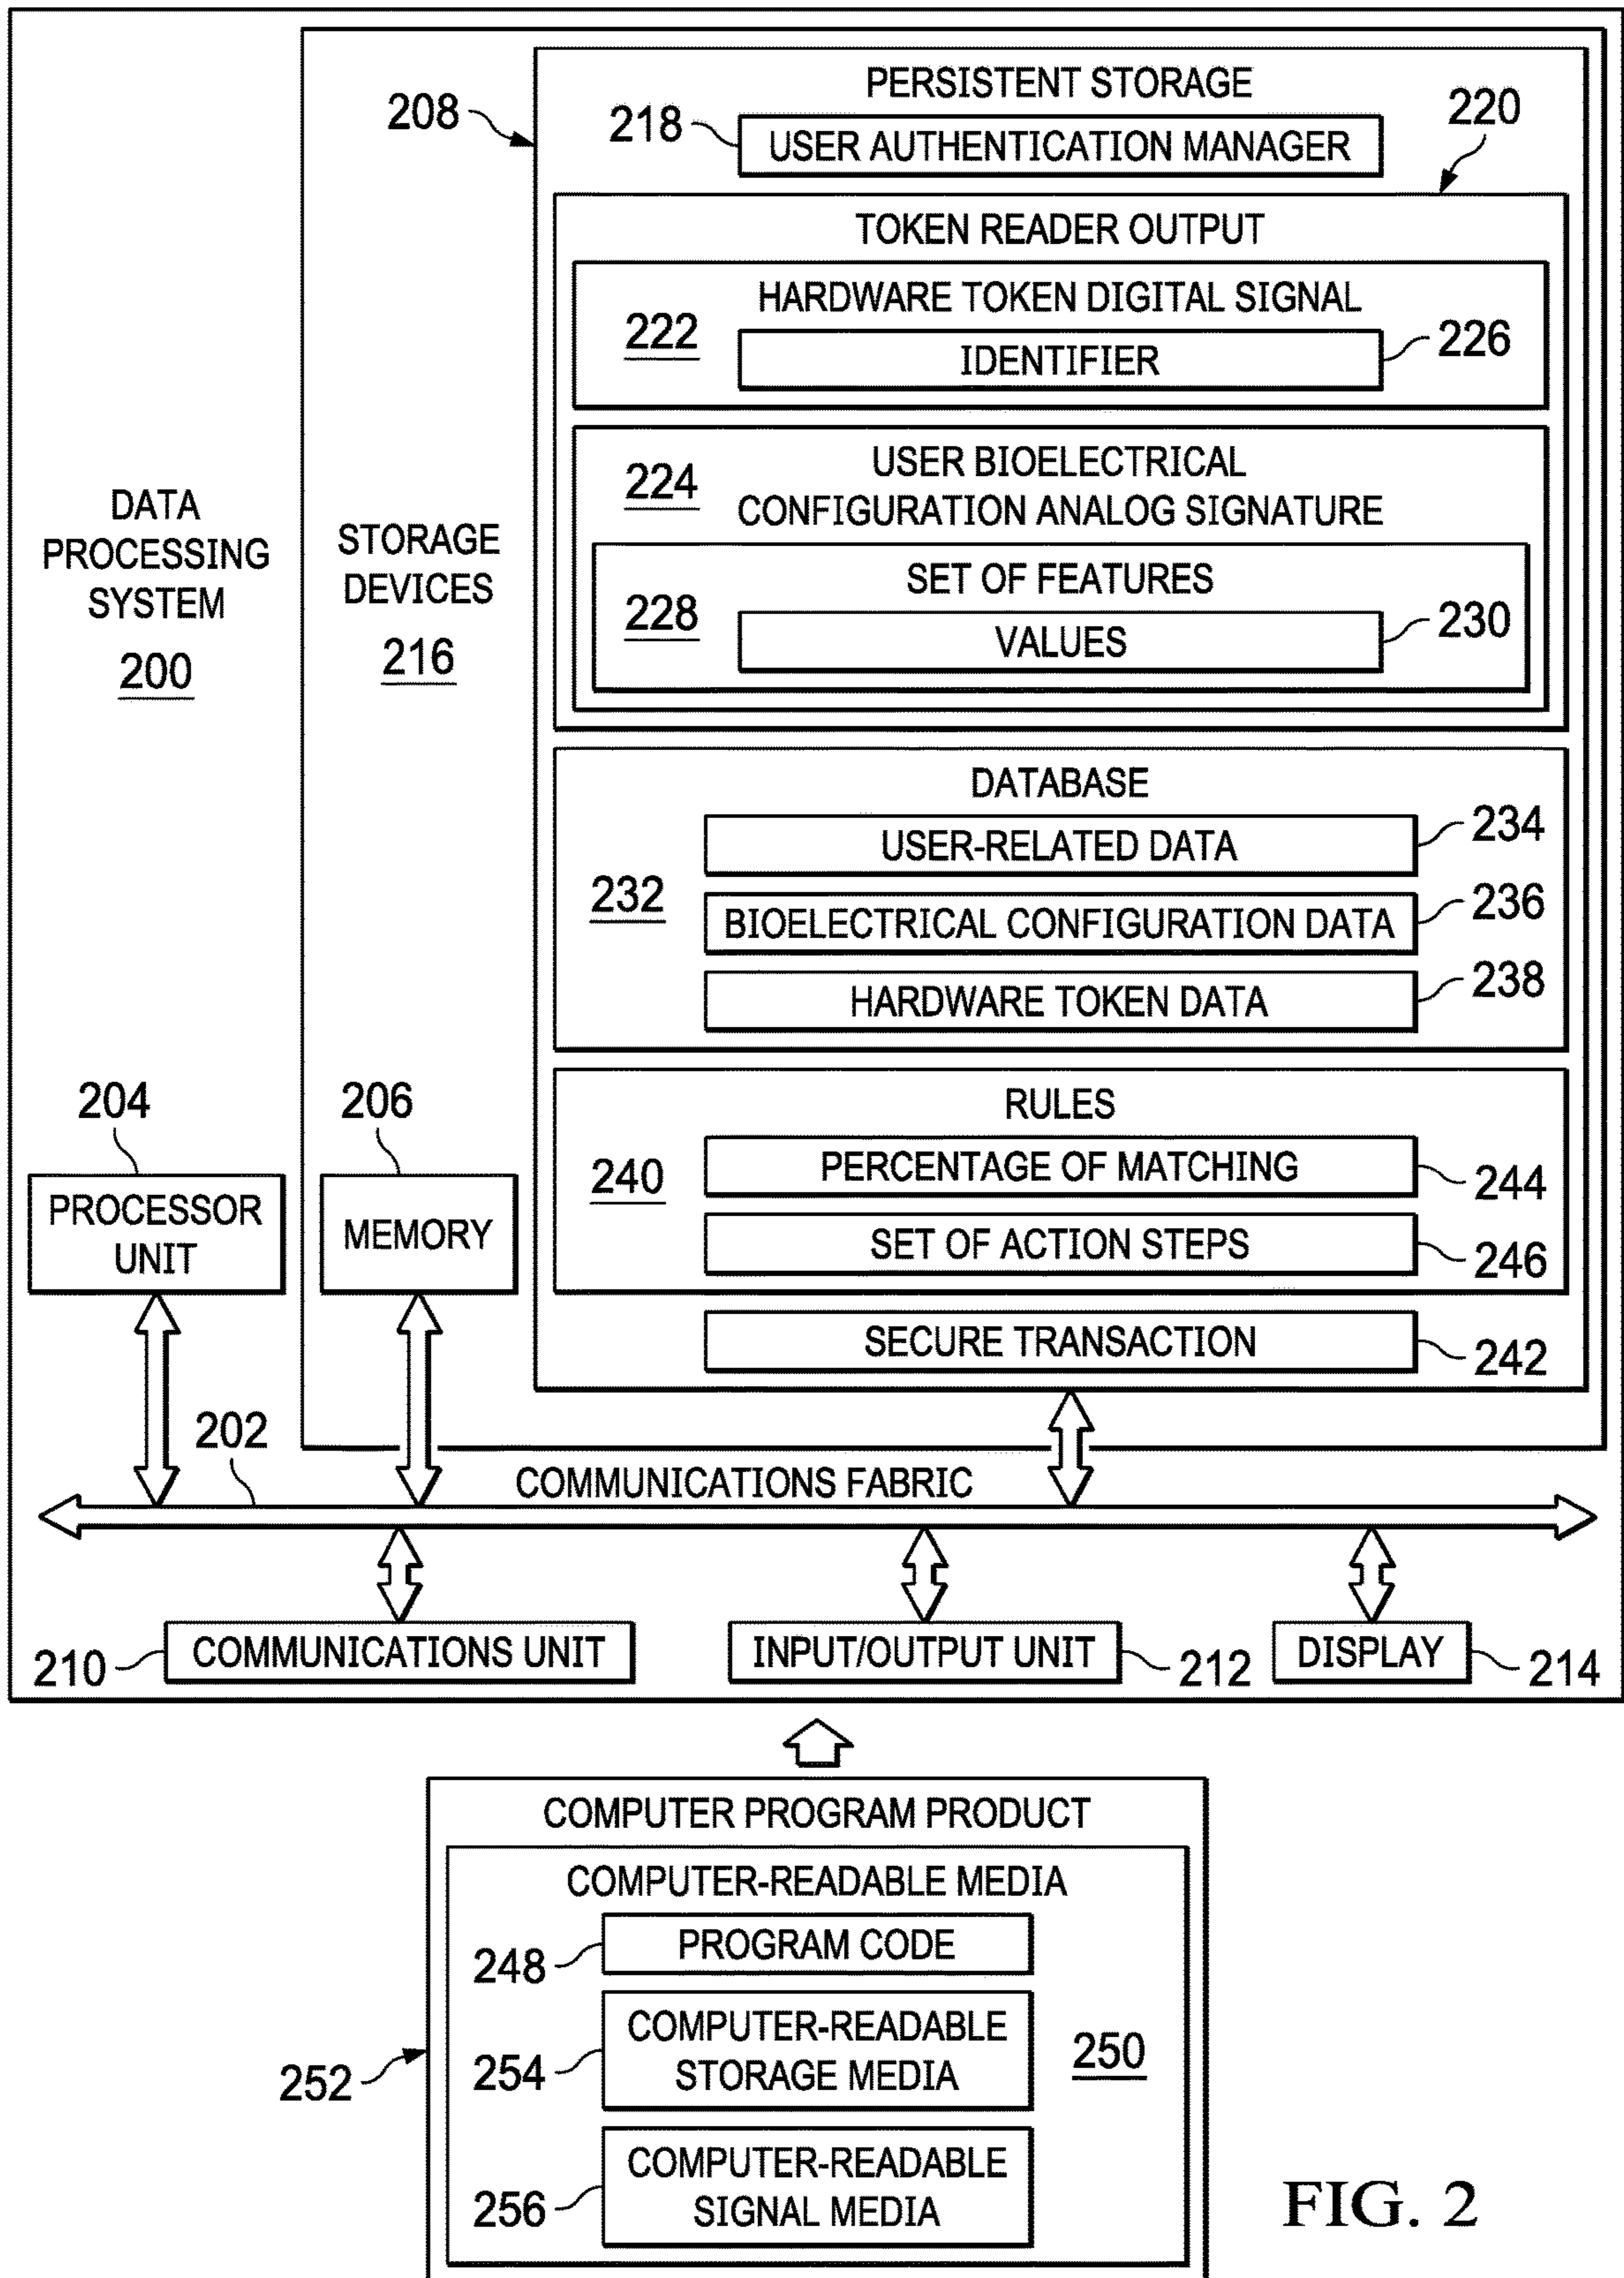 PERSISTENT STORAGE
208
218
USER AUTHENTICATION MANAGER
220
TOKEN READER OUTPUT
HARDWARE TOKEN DIGITAL SIGNAL
222
IDENTIFIER
226
USER BIOELECTRICAL
CONFIGURATION ANALOG SIGNATURE
224
SET OF FEATURES
228
VALUES
230
DATA
PROCESSING
SYSTEM
200
STORAGE
DEVICES
216
DATABASE
232
USER-RELATED DATA
234
BIOELECTRICAL CONFIGURATION DATA
236
HARDWARE TOKEN DATA
238
RULES
240
PERCENTAGE OF MATCHING
244
SET OF ACTION STEPS
246
SECURE TRANSACTION
242
204
PROCESSOR
UNIT
206
MEMORY
202
COMMUNICATIONS FABRIC
210
COMMUNICATIONS UNIT
INPUT/OUTPUT UNIT
212
DISPLAY
214
COMPUTER PROGRAM PRODUCT
COMPUTER-READABLE MEDIA
248
PROGRAM CODE
252
254
COMPUTER-READABLE
STORAGE MEDIA
250
256
COMPUTER-READABLE
SIGNAL MEDIA
FIG. 2